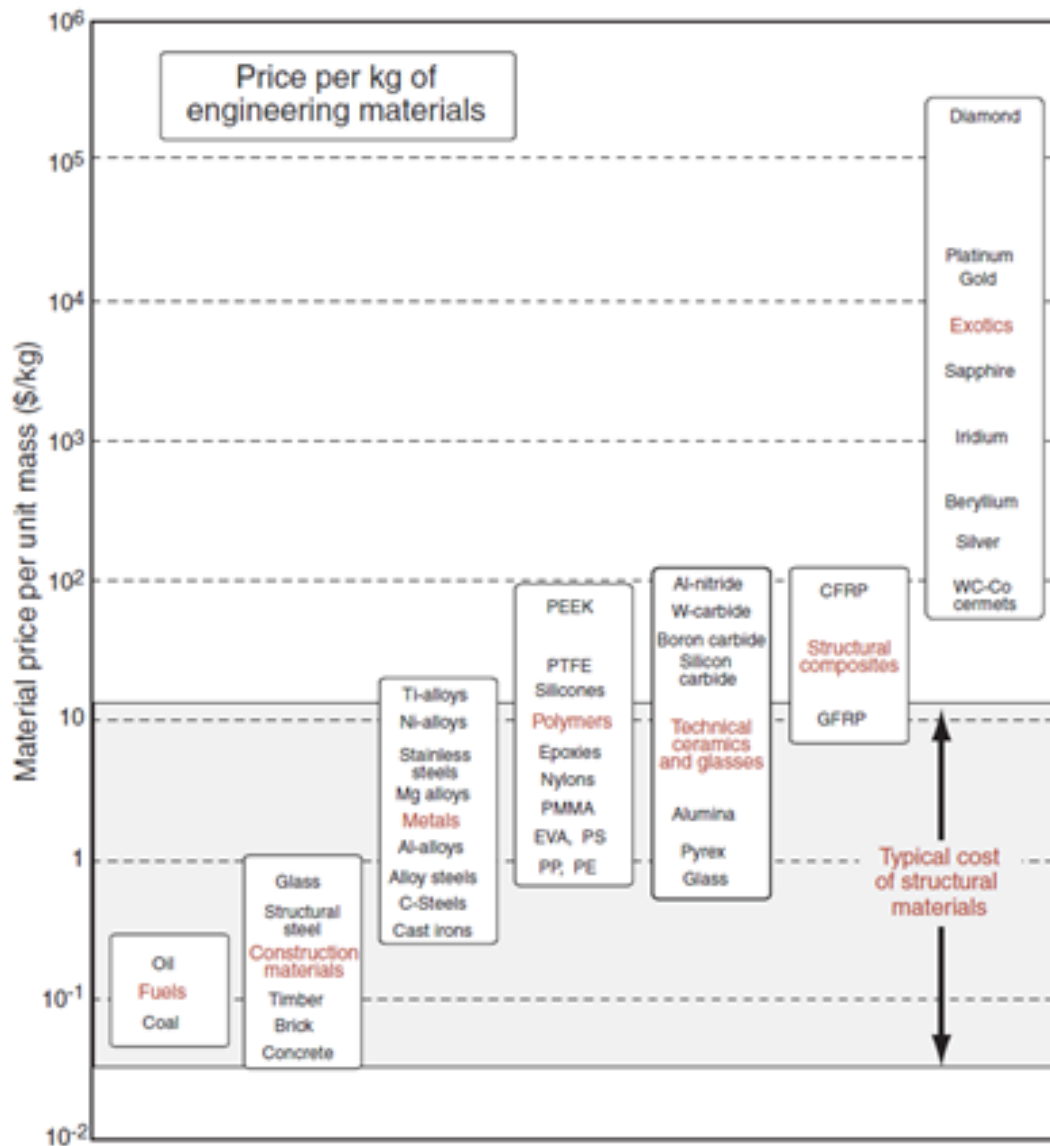 Price per kg of
engineering materials
Material price per unit mass ($/kg)
10⁶
10⁵
10⁴
10³
10²
10
1
10⁻¹
10⁻²
Oil
Fuels
Coal
Glass
Structural
steel
Construction
materials
Timber
Brick
Concrete
Ti-alloys
Ni-alloys
Stainless
steels
Mg alloys
Metals
Al-alloys
Alloy steels
C-Steels
Cast irons
PEEK
PTFE
Silicones
Polymers
Epoxies
Nylons
PMMA
EVA, PS
PP, PE
Al-nitride
W-carbide
Boron carbide
Silicon
carbide
Technical
ceramics
and glasses
Alumina
Pyrex
Glass
CFRP
Structural
composites
GFRP
Diamond
Platinum
Gold
Exotics
Sapphire
Iridium
Beryllium
Silver
WC-Co
cermets
Typical cost
of structural
materials